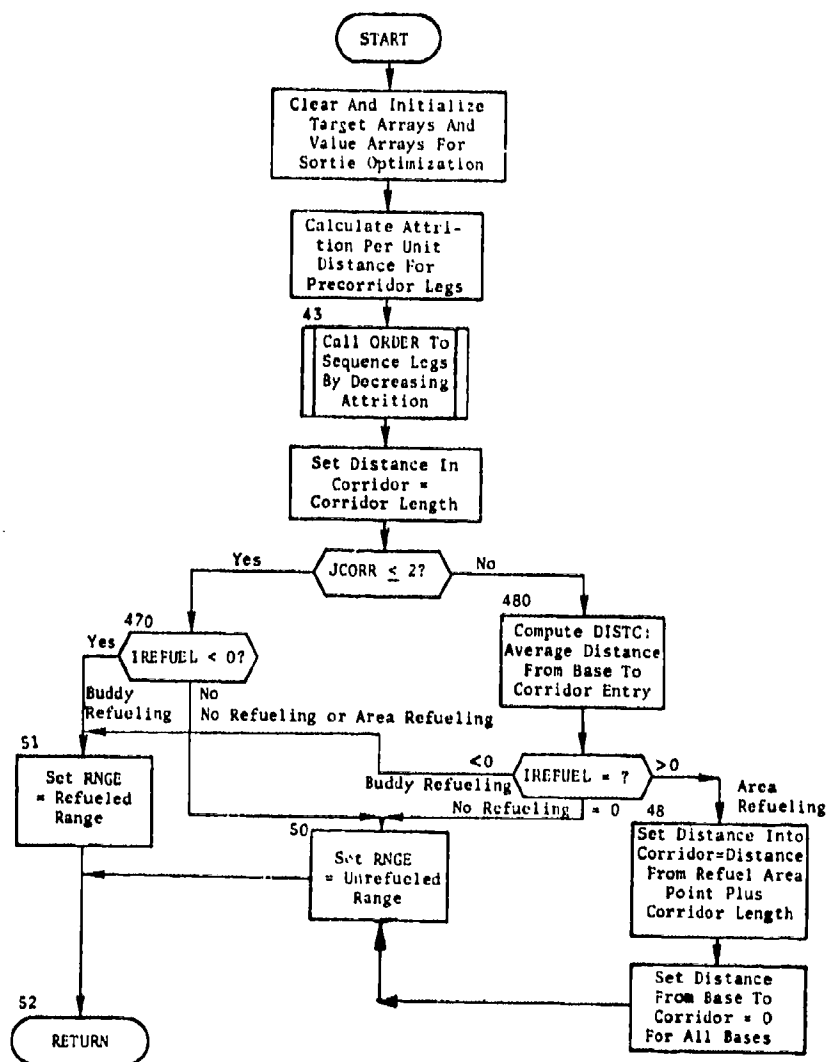 START
Clear And Initialize
Target Arrays And
Value Arrays For
Sortie Optimization
Calculate Attri-
tion Per Unit
Distance For
Precorridor Legs
43
Call ORDER To
Sequence Legs
By Decreasing
Attrition
Set Distance In
Corridor =
Corridor Length
Yes
JCORR ≤ 2?
No
470
Yes
IREFUEL < 0?
480
Compute DISTC:
Average Distance
From Base To
Corridor Entry
Buddy
Refueling
No
No Refueling or Area Refueling
51
Set RNGE
= Refueled
Range
<0
Buddy Refueling
IREFUEL = ?
>0
Area
Refueling
No Refueling = 0
50
Set RNGE
= Unrefueled
Range
48
Set Distance Into
Corridor=Distance
From Refuel Area
Point Plus
Corridor Length
Set Distance
From Base To
Corridor = 0
For All Bases
52
RETURN